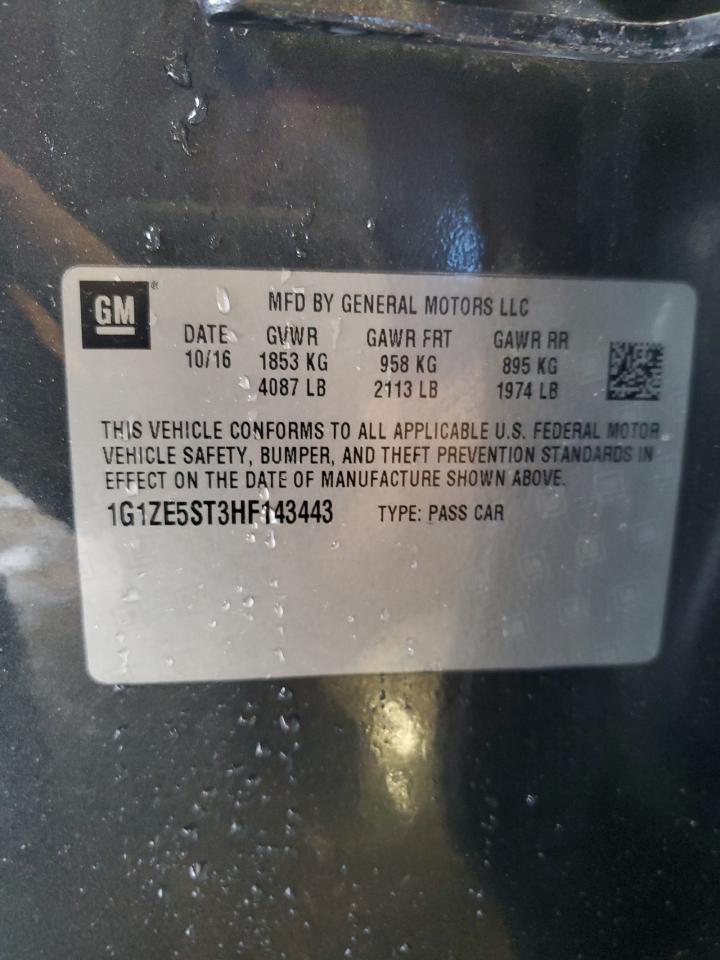 GM® MFD BY GENERAL MOTORS LLC
DATE GVWR GAWR FRT GAWR RR
10/16 1853 KG 958 KG 895 KG
4087 LB 2113 LB 1974 LB
THIS VEHICLE CONFORMS TO ALL APPLICABLE U.S. FEDERAL MOTOR
VEHICLE SAFETY, BUMPER, AND THEFT PREVENTION STANDARDS IN
EFFECT ON THE DATE OF MANUFACTURE SHOWN ABOVE.
1G1ZE5ST3HF143443 TYPE: PASS CAR